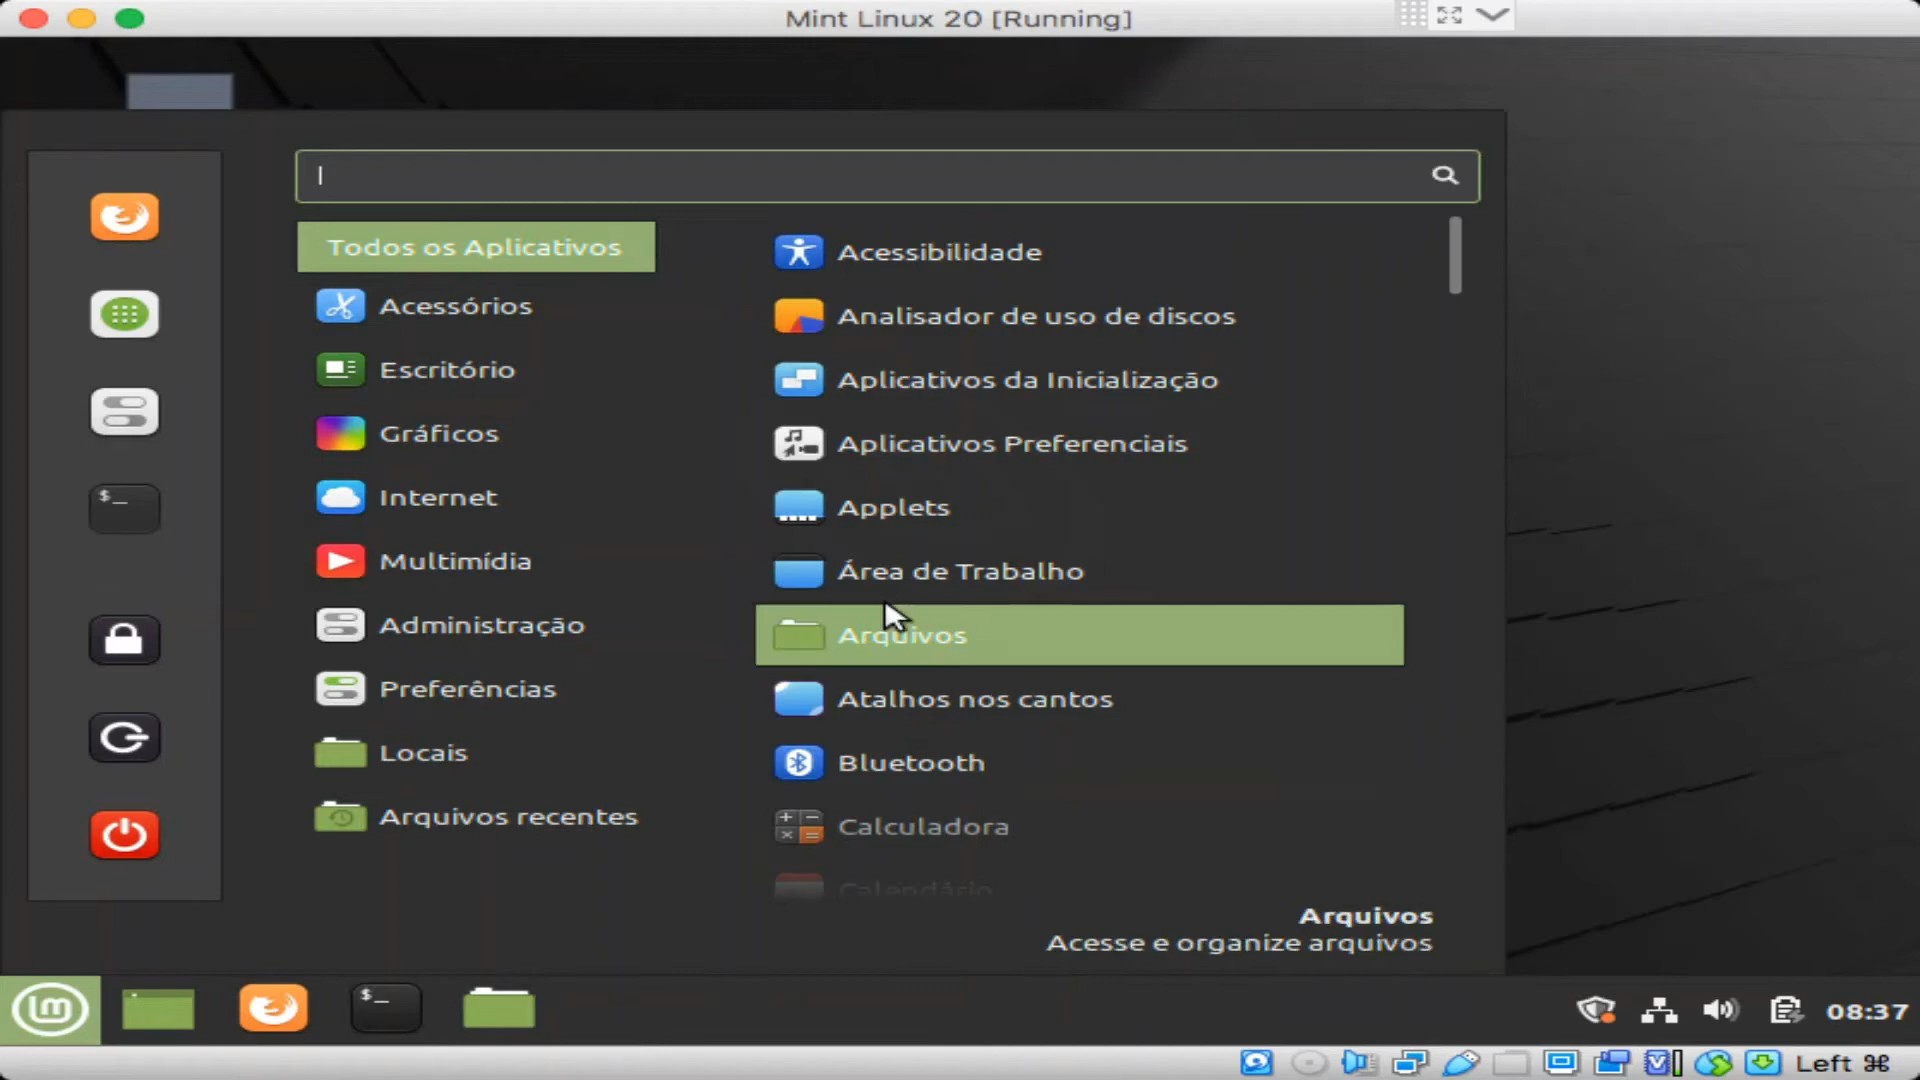 Mint Linux 20 [Running]
Todos os Aplicativos
Acessórios
Escritório
Gráficos
Internet
Multimídia
Administração
Preferências
Locais
Arquivos recentes
Acessibilidade
Analisador de uso de discos
Aplicativos da Inicialização
Aplicativos Preferenciais
Applets
Área de Trabalho
Arquivos
Atalhos nos cantos
Bluetooth
Calculadora
Calendário
Arquivos
Acesse e organize arquivos
$_
$_
08:37
Left ⌘